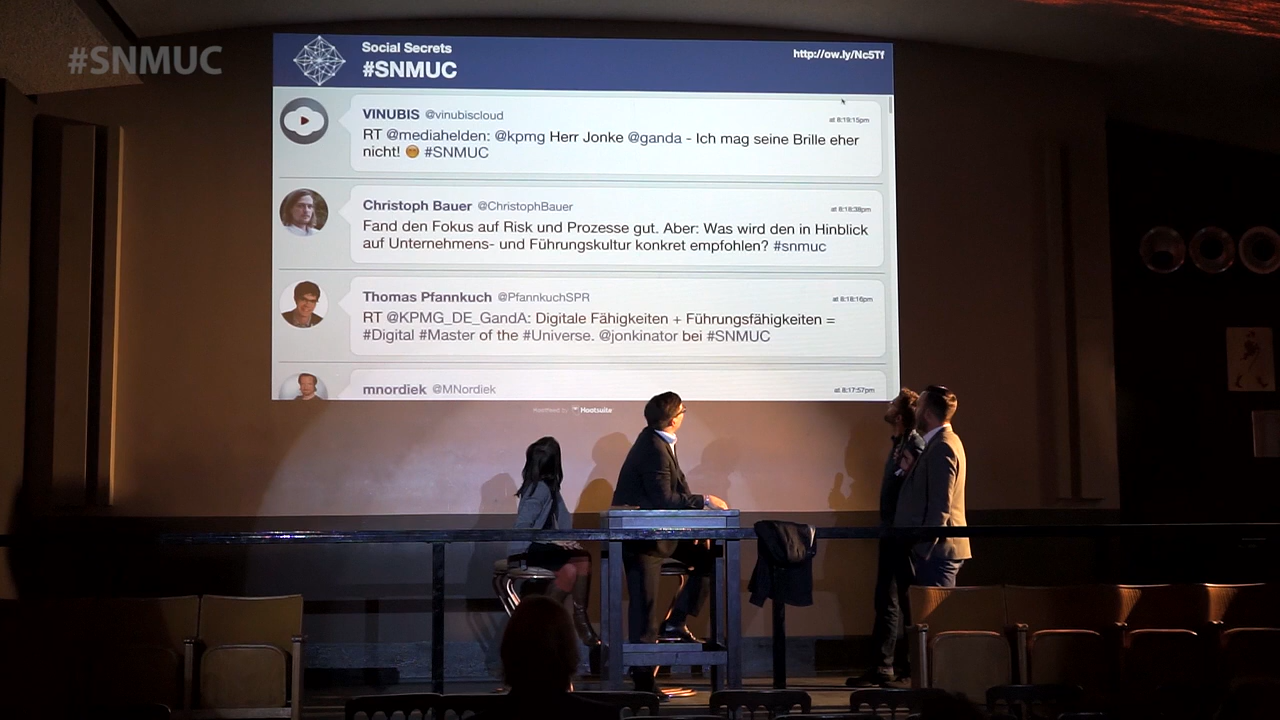 #SNMUC
Social Secrets
#SNMUC
http://ow.ly/Nc5Tf
VINUBIS @vinubiscloud
at 8:19:15pm
RT @mediahelden: @kpmg Herr Jonke @ganda - Ich mag seine Brille eher
nicht! #SNMUC
Christoph Bauer @ChristophBauer
at 8:18:38pm
Fand den Fokus auf Risk und Prozesse gut. Aber: Was wird den in Hinblick
auf Unternehmens- und Führungskultur konkret empfohlen? #snmuc
Thomas Pfannkuch @PfannkuchSPR
at 8:18:16pm
RT @KPMG_DE_GandA: Digitale Fähigkeiten + Führungsfähigkeiten =
#Digital #Master of the #Universe. @jonkinator bei #SNMUC
mnordiek @MNordiek
at 8:17:57pm
Hootsuite